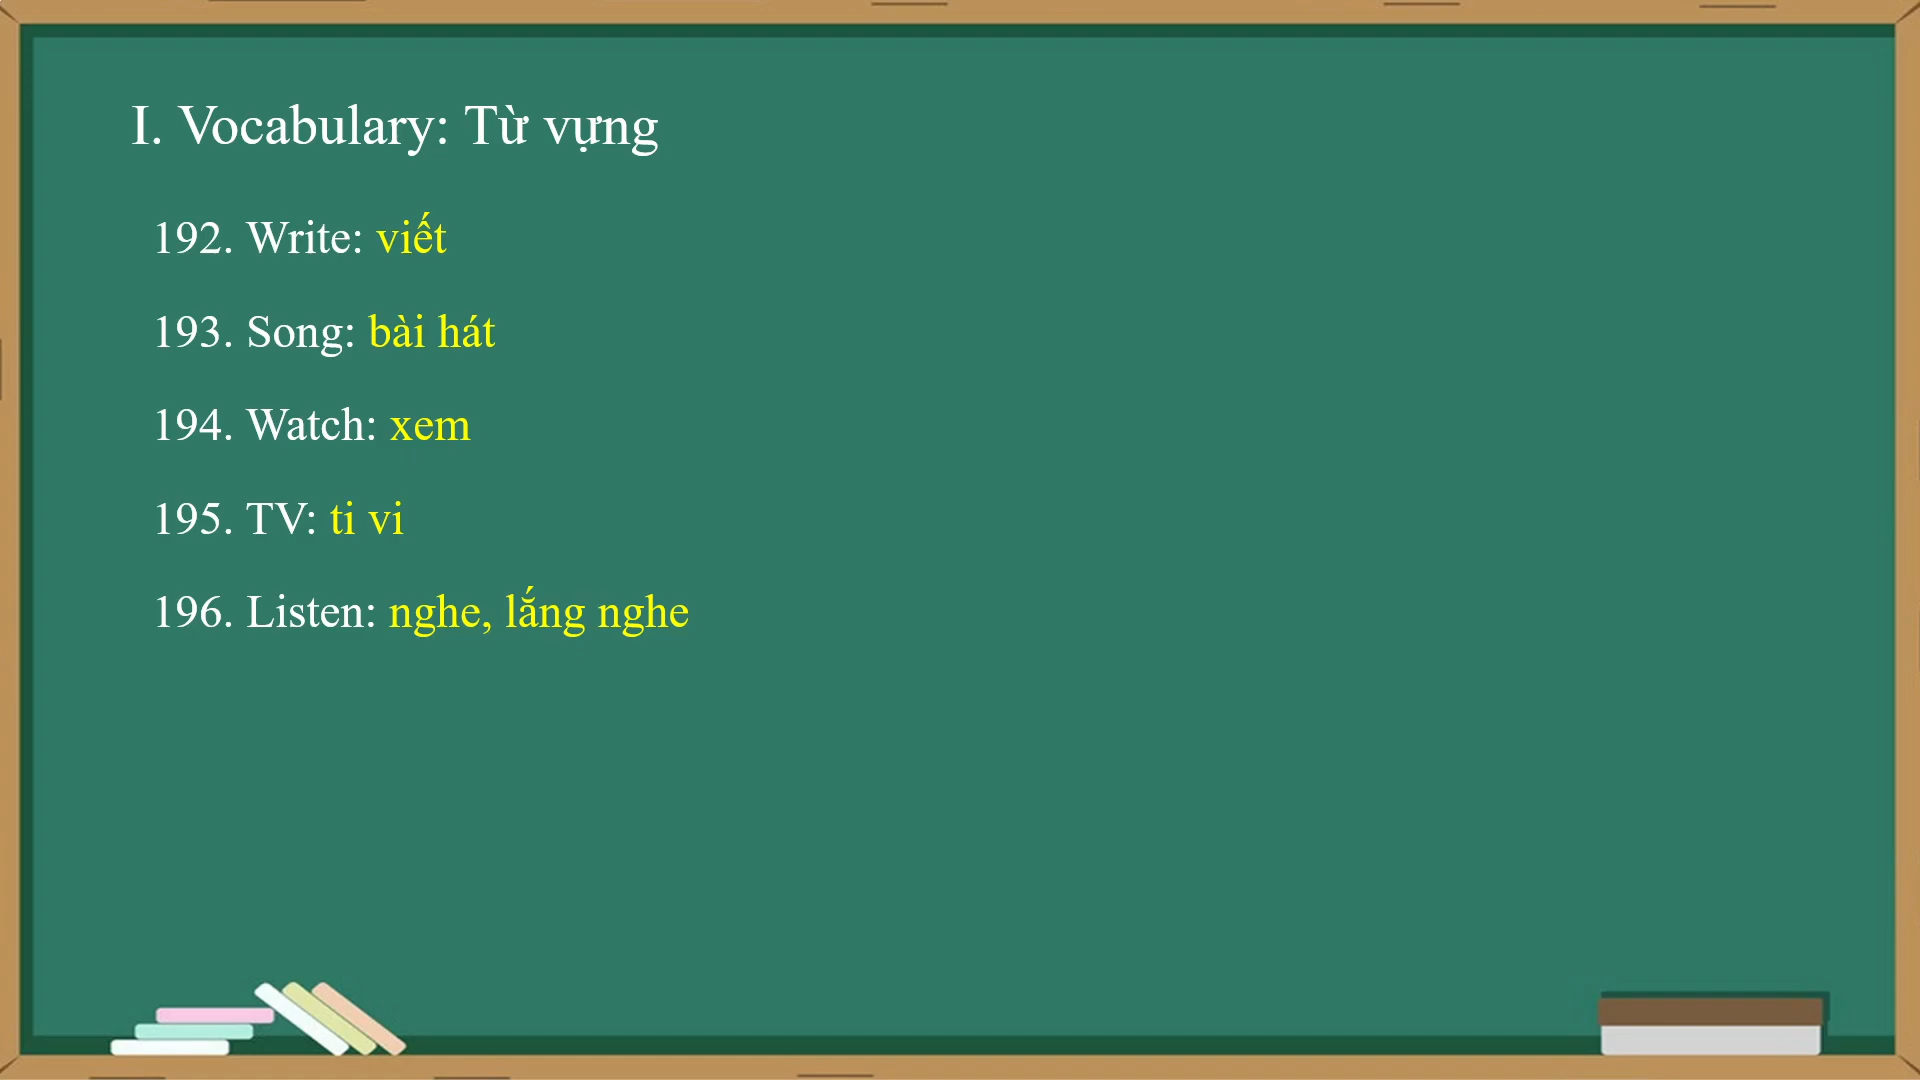 I. Vocabulary: Từ vựng
192. Write: viết
193. Song: bài hát
194. Watch: xem
195. TV: ti vi
196. Listen: nghe, lắng nghe